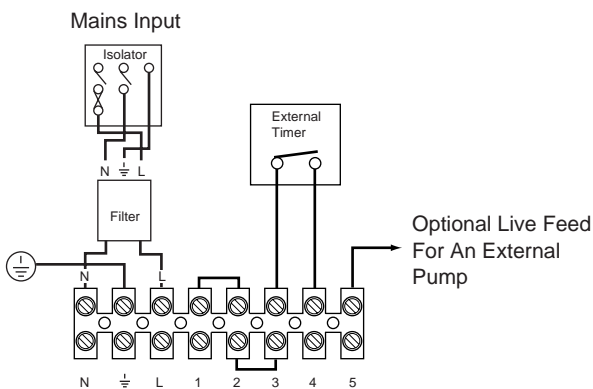 Mains Input
Isolator
External
Timer
N ⏚ L
Filter
Optional Live Feed
For An External
Pump
N L
N ⏚ L 1 2 3 4 5